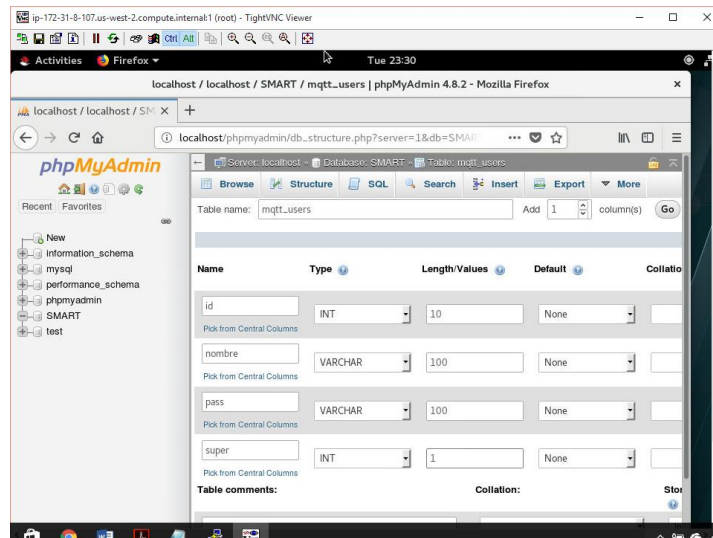 ip-172-31-8-107.us-west-2.compute.internal:1 (root) - TightVNC Viewer
Ctrl Alt
Activities Firefox Tue 23:30
localhost / localhost / SMART / mqtt_users | phpMyAdmin 4.8.2 - Mozilla Firefox
localhost / localhost / SM
localhost/phpmyadmin/db_structure.php?server=1&db=SMAR
phpMyAdmin
Recent Favorites
New
information_schema
mysql
performance_schema
phpmyadmin
SMART
test
Server: localhost » Database: SMART » Table: mqtt_users
Browse Structure SQL Search Insert Export More
Table name: mqtt_users Add 1 column(s) Go
Name Type Length/Values Default Collatio
id INT 10 None
Pick from Central Columns
nombre VARCHAR 100 None
Pick from Central Columns
pass VARCHAR 100 None
Pick from Central Columns
super INT 1 None
Pick from Central Columns
Table comments: Collation: Stor